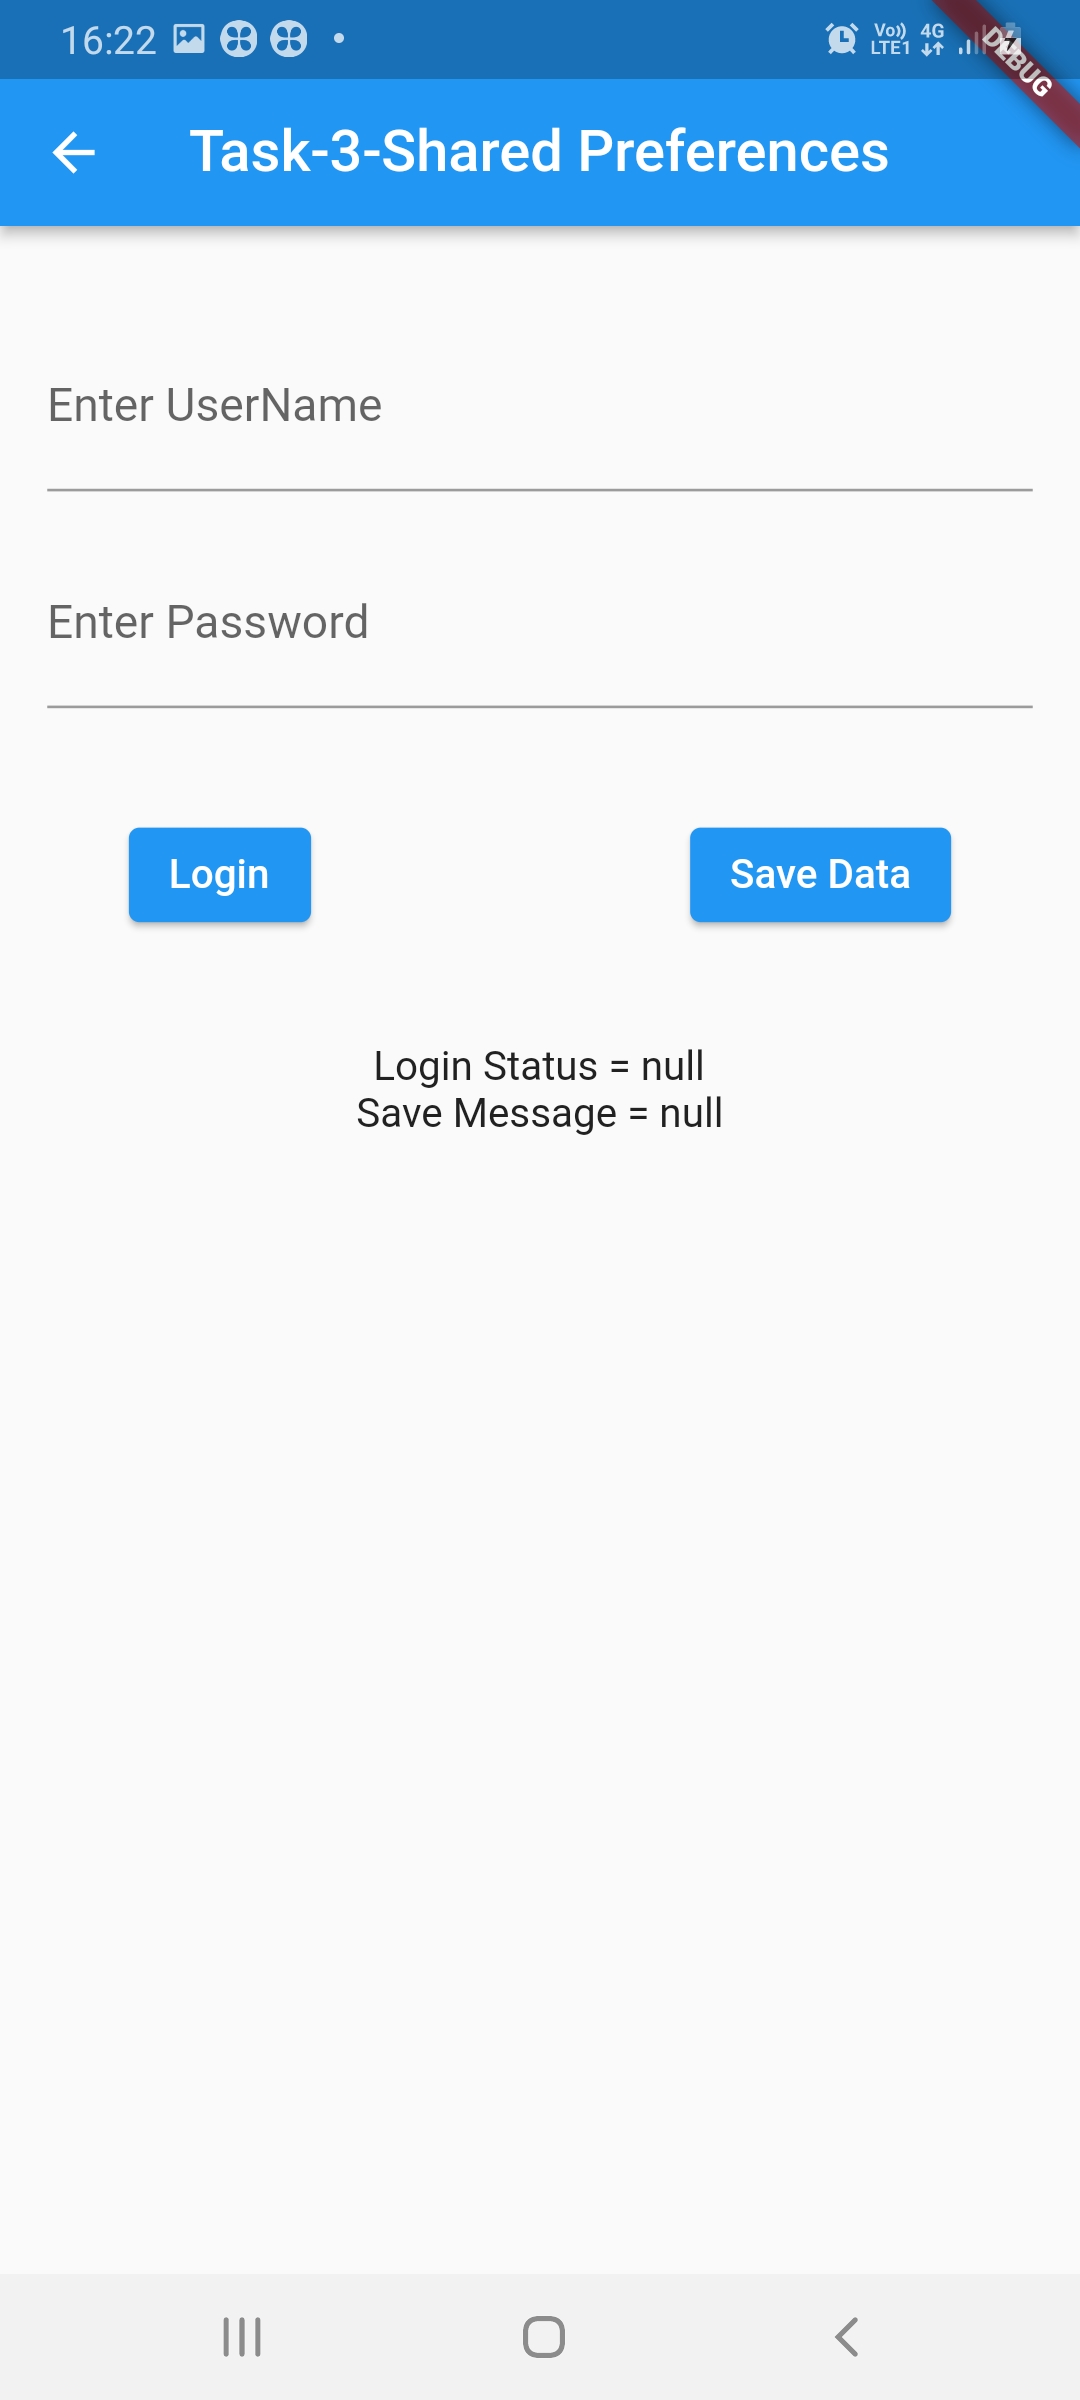 16:22
Vo)) 4G
LTE1
DEBUG
Task-3-Shared Preferences
Enter UserName
Enter Password
Login Save Data
Login Status = null
Save Message = null